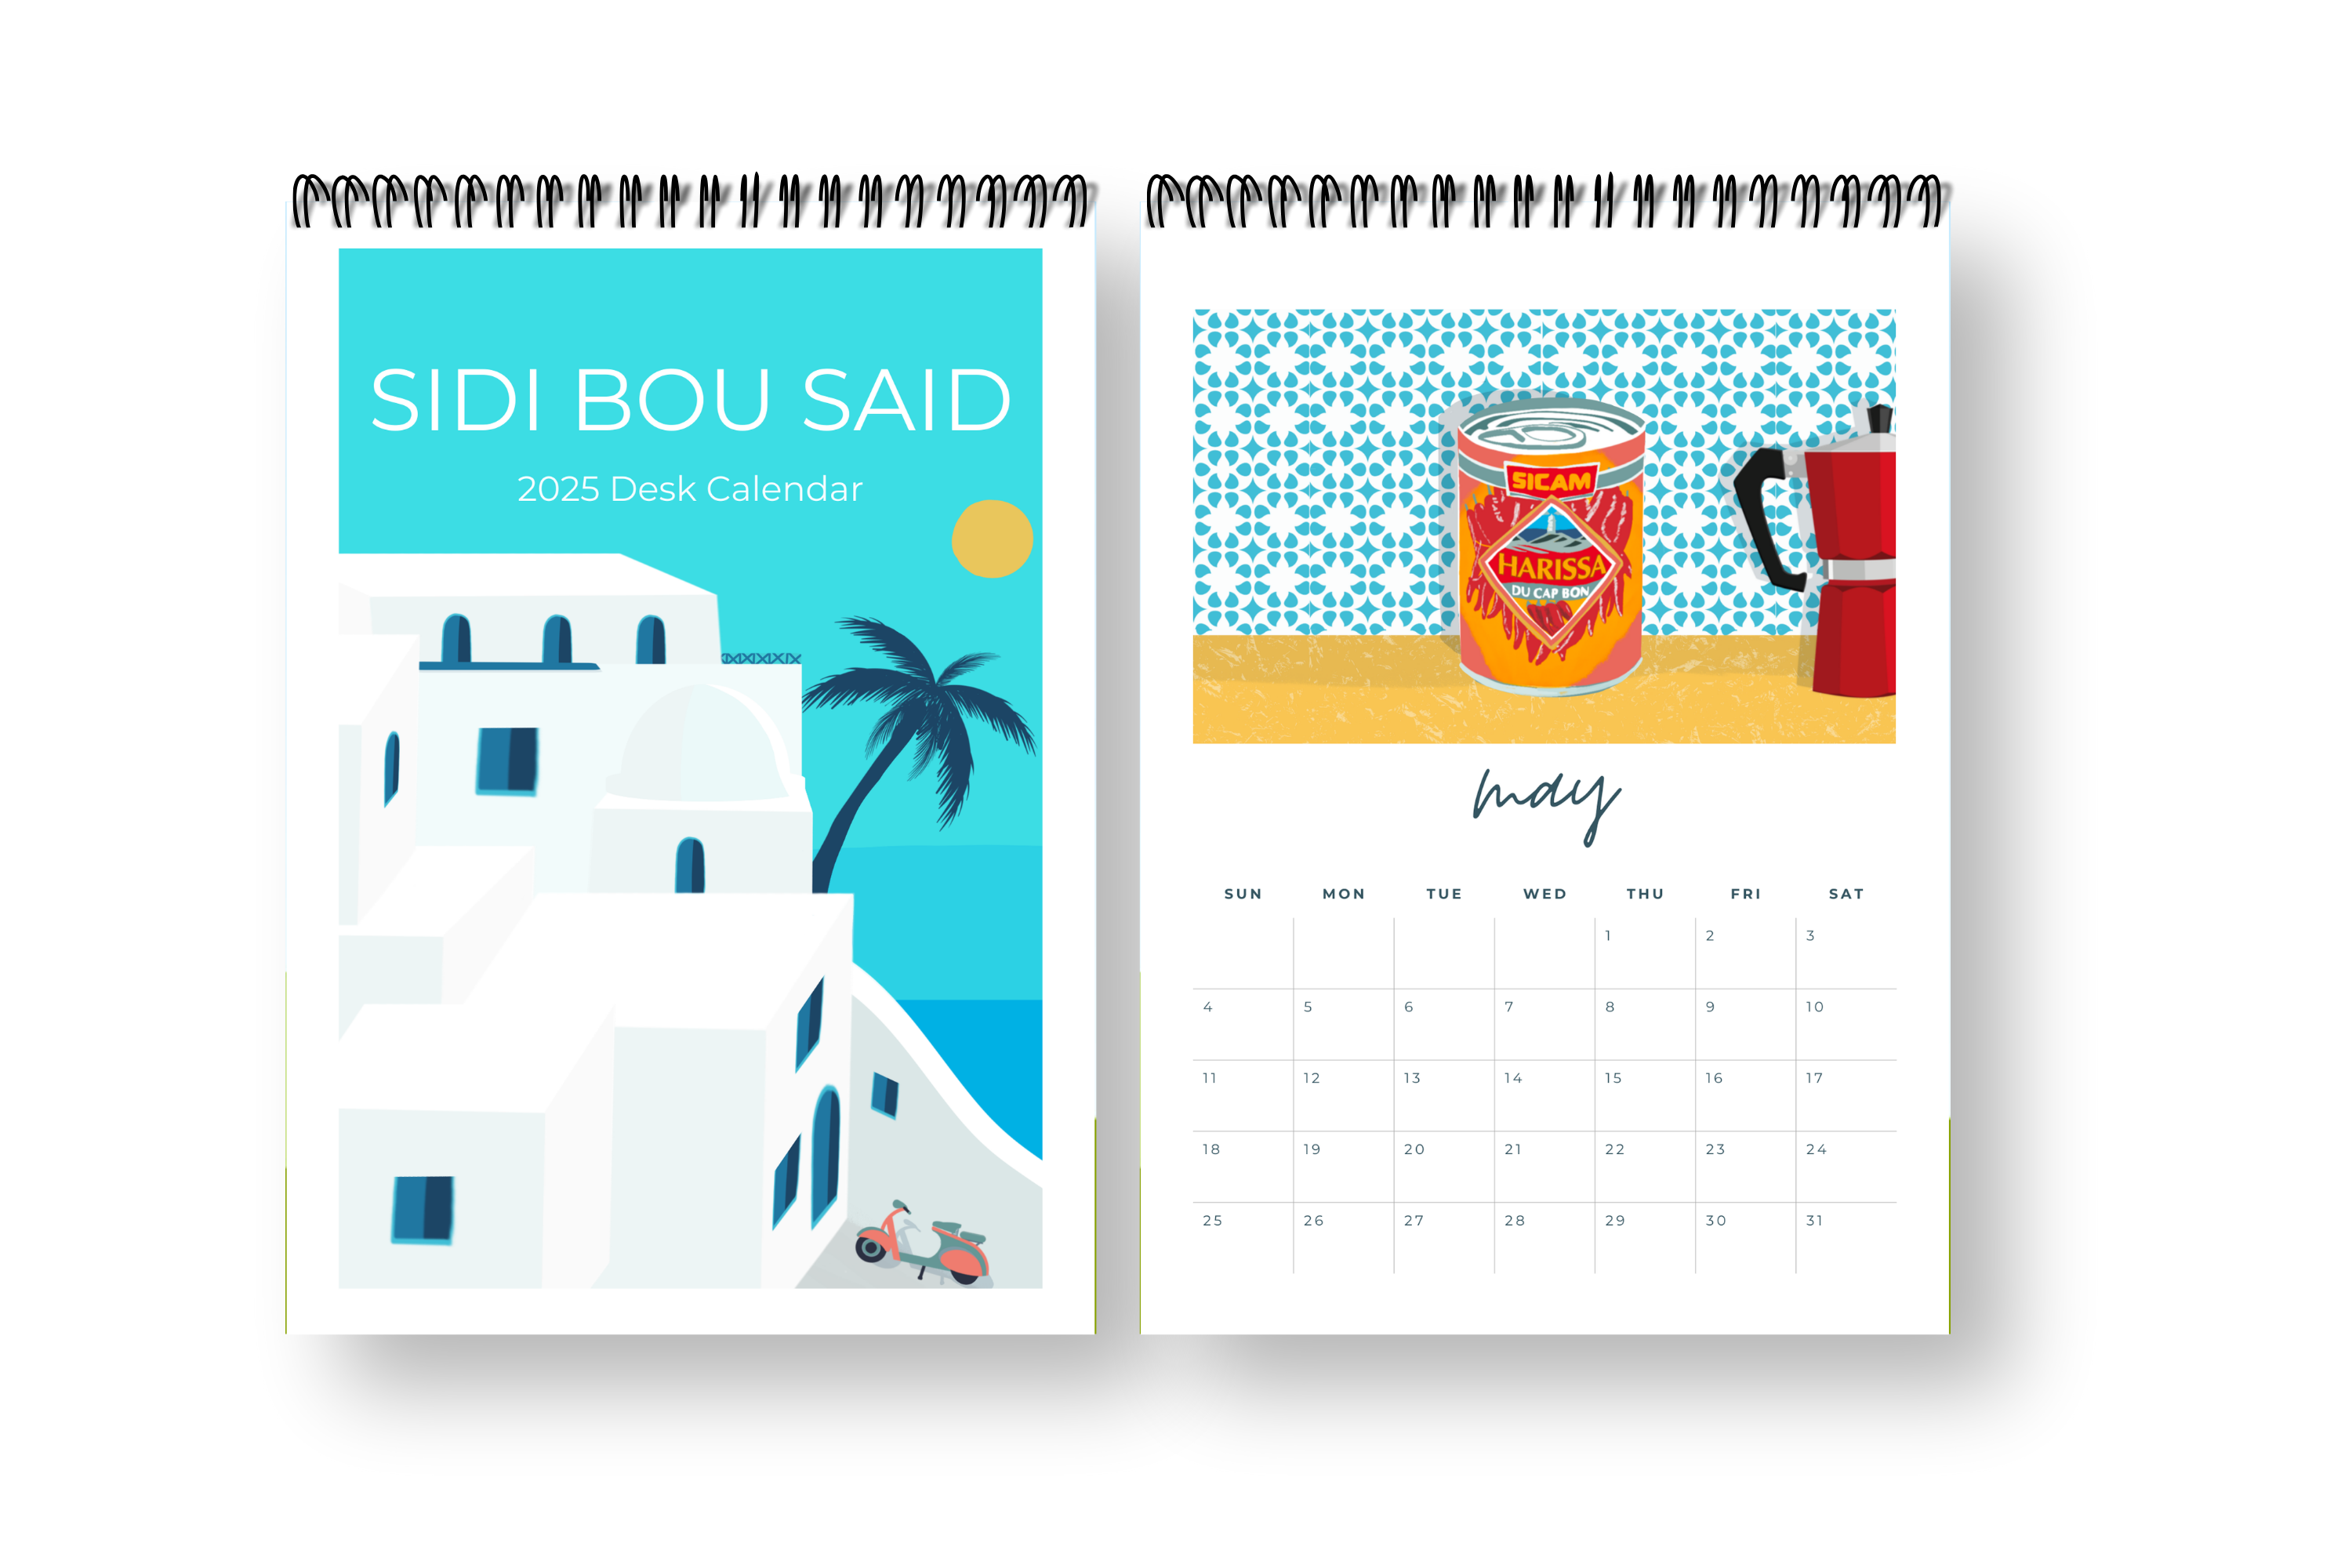 SIDI BOU SAID
2025 Desk Calendar
SICAM
HARISSA
DU CAP BON
may
SUN MON TUE WED THU FRI SAT
1 2 3
4 5 6 7 8 9 10
11 12 13 14 15 16 17
18 19 20 21 22 23 24
25 26 27 28 29 30 31